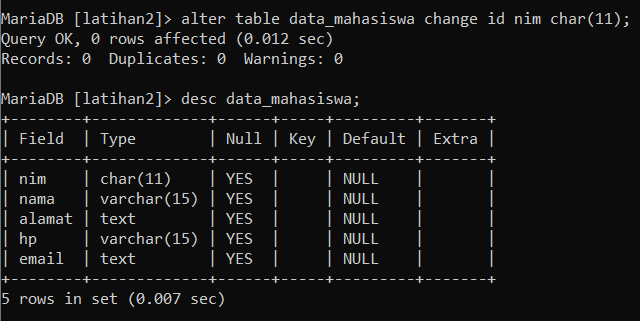 MariaDB [latihan2]> alter table data_mahasiswa change id nim char(11);
Query OK, 0 rows affected (0.012 sec)
Records: 0  Duplicates: 0  Warnings: 0

MariaDB [latihan2]> desc data_mahasiswa;
+--------+-------------+------+-----+---------+-------+
| Field  | Type        | Null | Key | Default | Extra |
+--------+-------------+------+-----+---------+-------+
| nim    | char(11)    | YES  |     | NULL    |       |
| nama   | varchar(15) | YES  |     | NULL    |       |
| alamat | text        | YES  |     | NULL    |       |
| hp     | varchar(15) | YES  |     | NULL    |       |
| email  | text        | YES  |     | NULL    |       |
+--------+-------------+------+-----+---------+-------+
5 rows in set (0.007 sec)